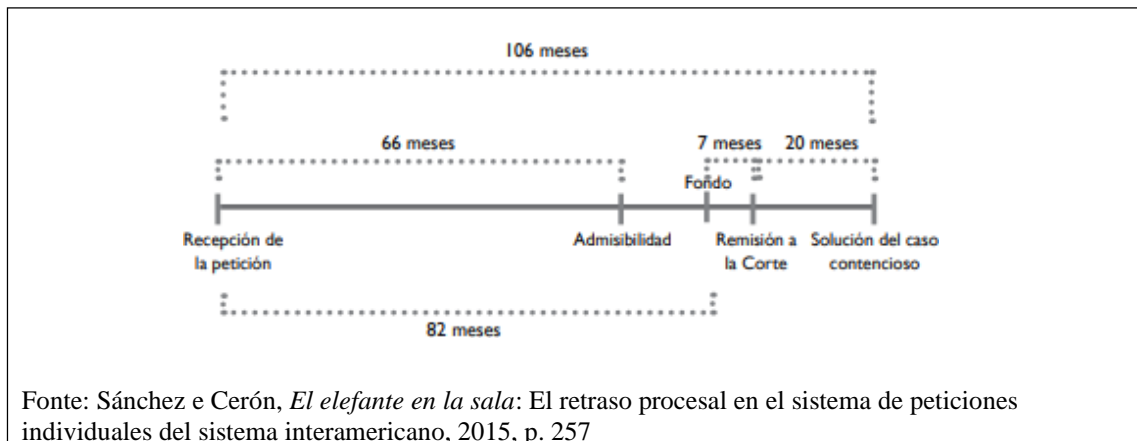 106 meses
66 meses
7 meses
20 meses
Fondo
Recepción de
la petición
Admisibilidad
Remisión a
la Corte
Solución del caso
contencioso
82 meses
Fonte: Sánchez e Cerón, El elefante en la sala: El retraso procesal en el sistema de peticiones
individuales del sistema interamericano, 2015, p. 257